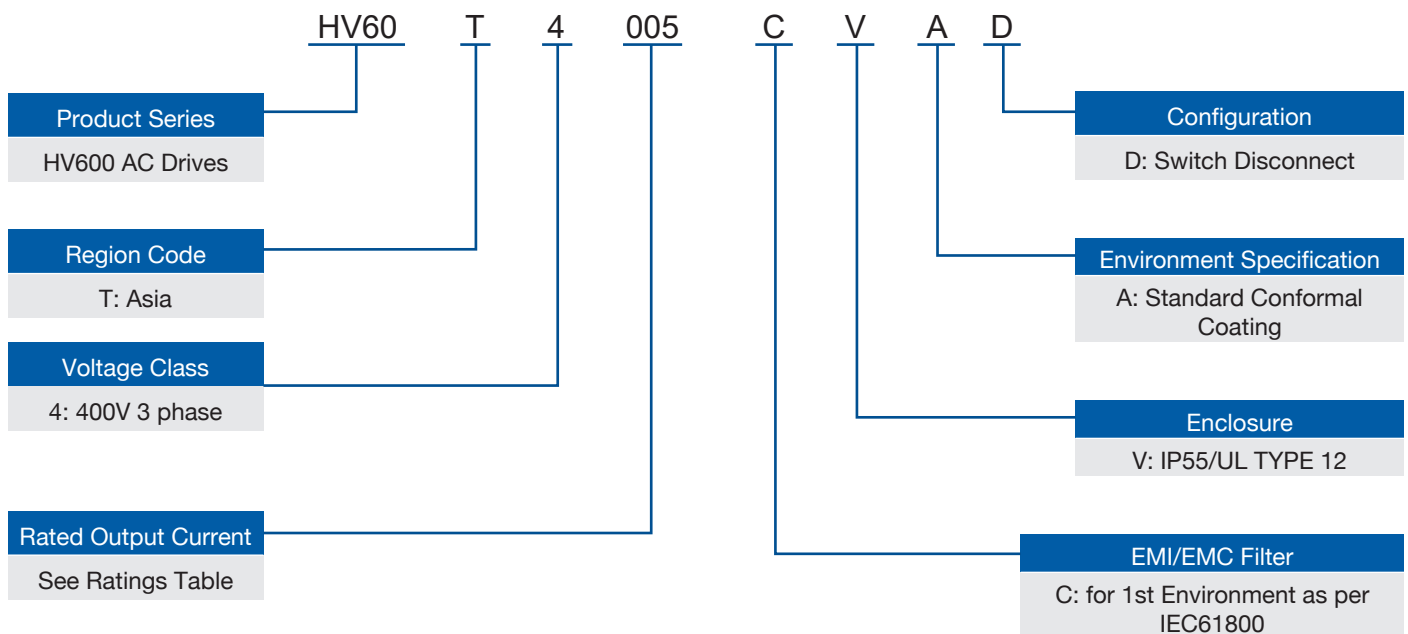 HV60 T 4 005 C V A D
Product Series
HV600 AC Drives
Region Code
T: Asia
Voltage Class
4: 400V 3 phase
Rated Output Current
See Ratings Table
Configuration
D: Switch Disconnect
Environment Specification
A: Standard Conformal
Coating
Enclosure
V: IP55/UL TYPE 12
EMI/EMC Filter
C: for 1st Environment as per
IEC61800